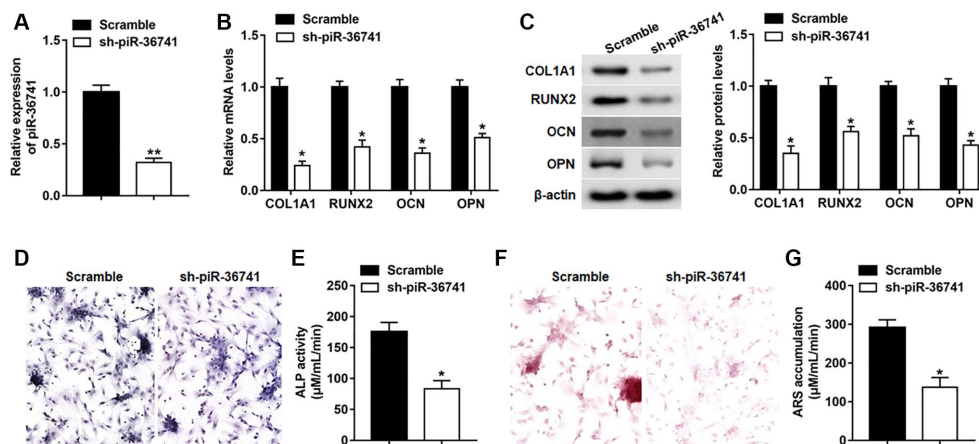 A
Scramble
sh-piR-36741
Relative expression
of piR-36741
1.5
1.0
0.5
0.0
**
B
Scramble
sh-piR-36741
Relative mRNA levels
1.5
1.0
0.5
0.0
* * * *
COL1A1 RUNX2 OCN OPN
C
Scramble sh-piR-36741
COL1A1
RUNX2
OCN
OPN
β-actin
Scramble
sh-piR-36741
Relative protein levels
1.5
1.0
0.5
0.0
* * * *
COL1A1 RUNX2 OCN OPN
D
Scramble sh-piR-36741
E
Scramble
sh-piR-36741
ALP activity
(μM/mL/min)
250
200
150
100
50
0
*
F
Scramble sh-piR-36741
G
Scramble
sh-piR-36741
ARS accumulation
(μM/mL/min)
400
300
200
100
0
*